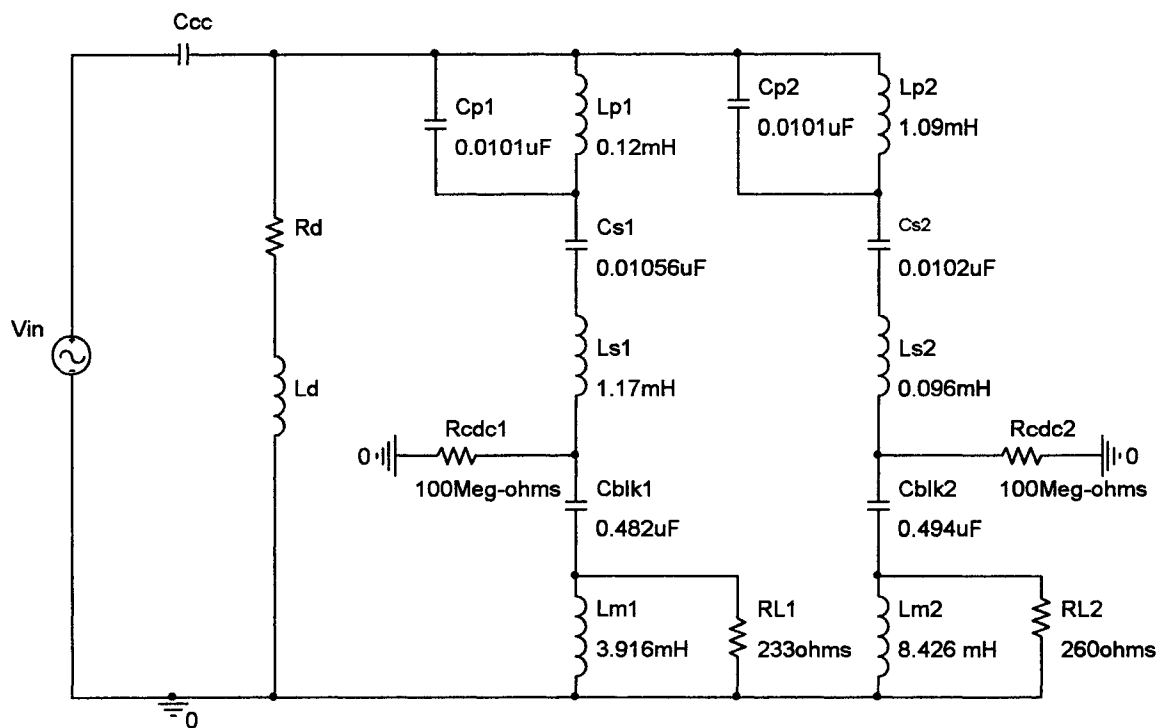 Ccc
Cp1
0.0101uF
Lp1
0.12mH
Cp2
0.0101uF
Lp2
1.09mH
Rd
Cs1
0.01056uF
Cs2
0.0102uF
Vin
Ld
Ls1
1.17mH
Ls2
0.096mH
0
Rcdc1
100Meg-ohms
Rcdc2
100Meg-ohms
0
Cblk1
0.482uF
Cblk2
0.494uF
Lm1
3.916mH
RL1
233ohms
Lm2
8.426 mH
RL2
260ohms
0